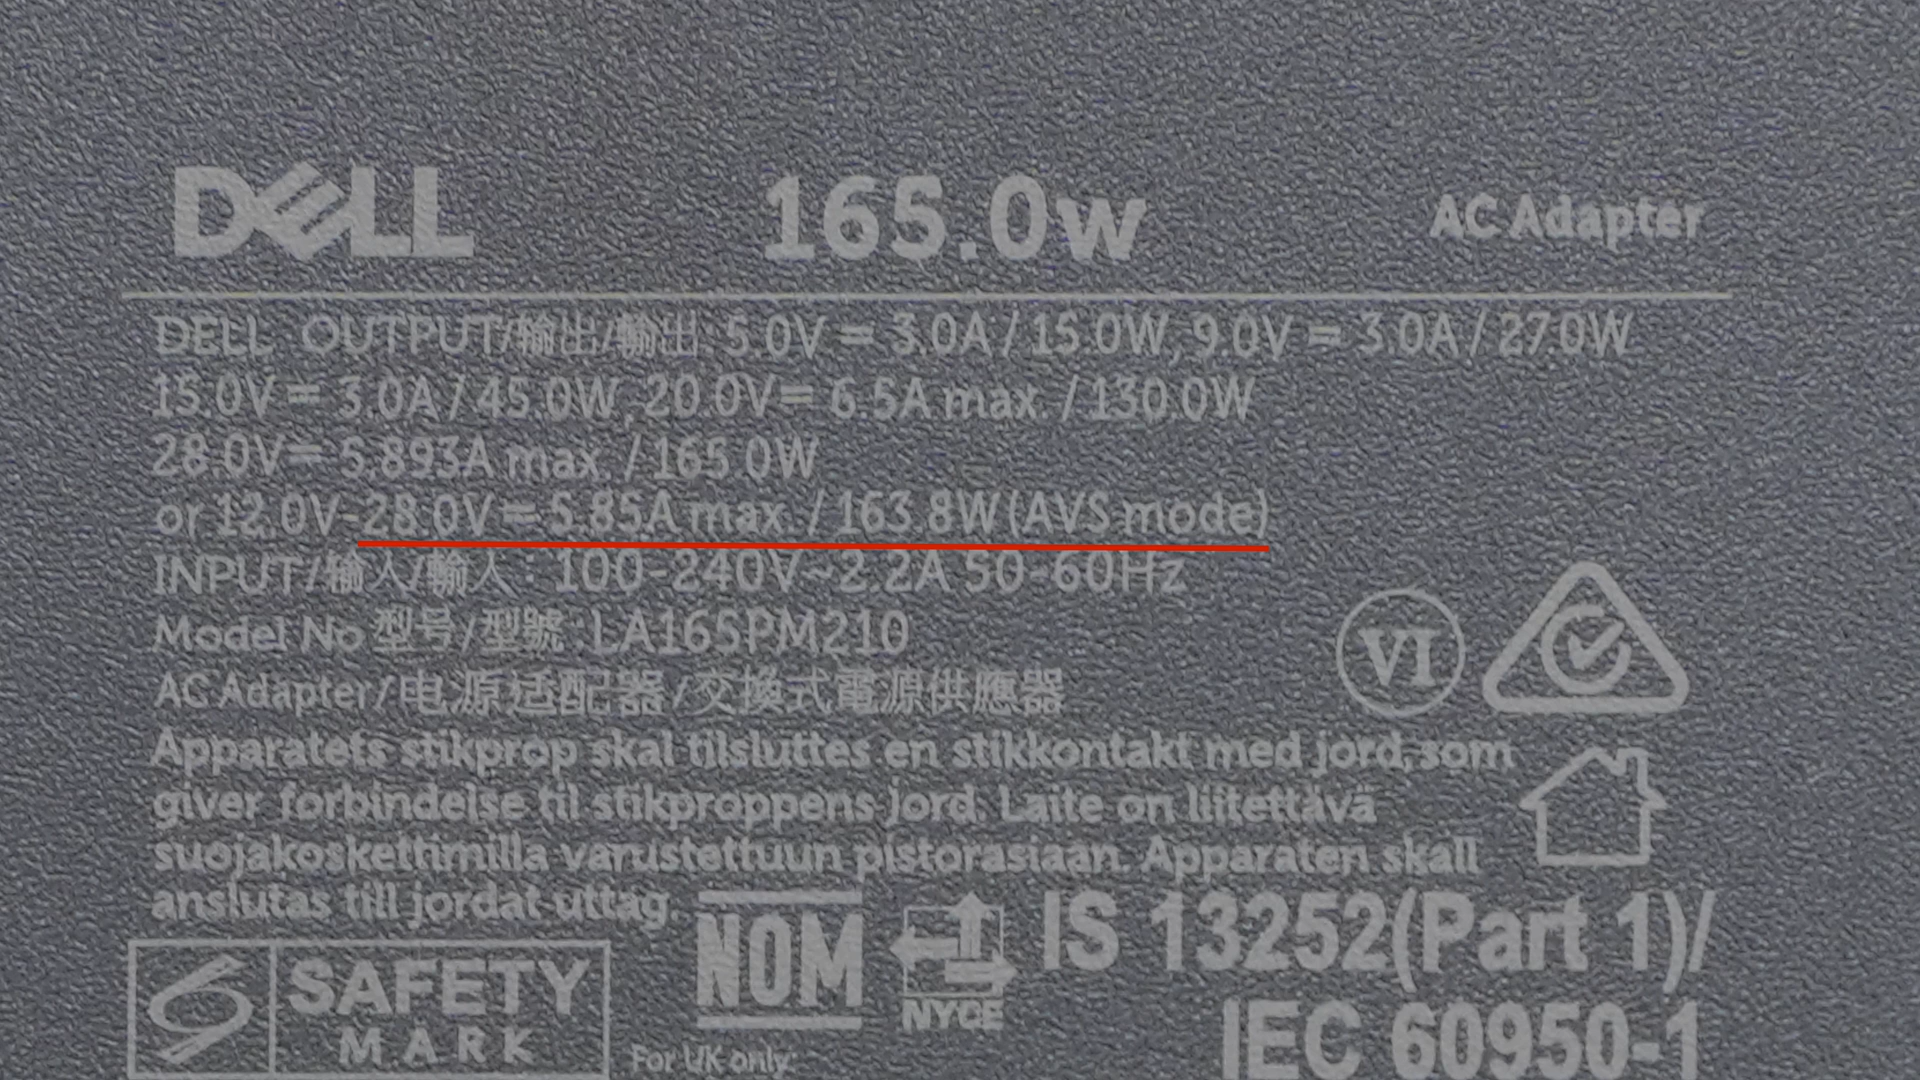 DELL 165.0w AC Adapter
DELL OUTPUT/输出/輸出 5.0V⎓3.0A/15.0W, 9.0V⎓3.0A/27.0W
15.0V⎓3.0A/45.0W, 20.0V⎓6.5A max. /130.0W
28.0V⎓5.893A max. /165.0W
or 12.0V-28.0V⎓5.85A max. /163.8W(AVS mode)
INPUT/输入/輸入: 100-240V~2.2A 50-60Hz
Model No 型号/型號:LA165PM210
AC Adapter/电源适配器/交換式電源供應器
Apparatets stikprop skal tilsluttes en stikkontakt med jord,som
giver forbindelse til stikproppens jord. Laite on liitettävä
suojakoskettimilla varustettuun pistorasiaan. Apparaten skall
anslutas till jordat uttag.
VI
NOM
NYCE
IS 13252(Part 1)/
IEC 60950-1
SAFETY
MARK
For UK only: